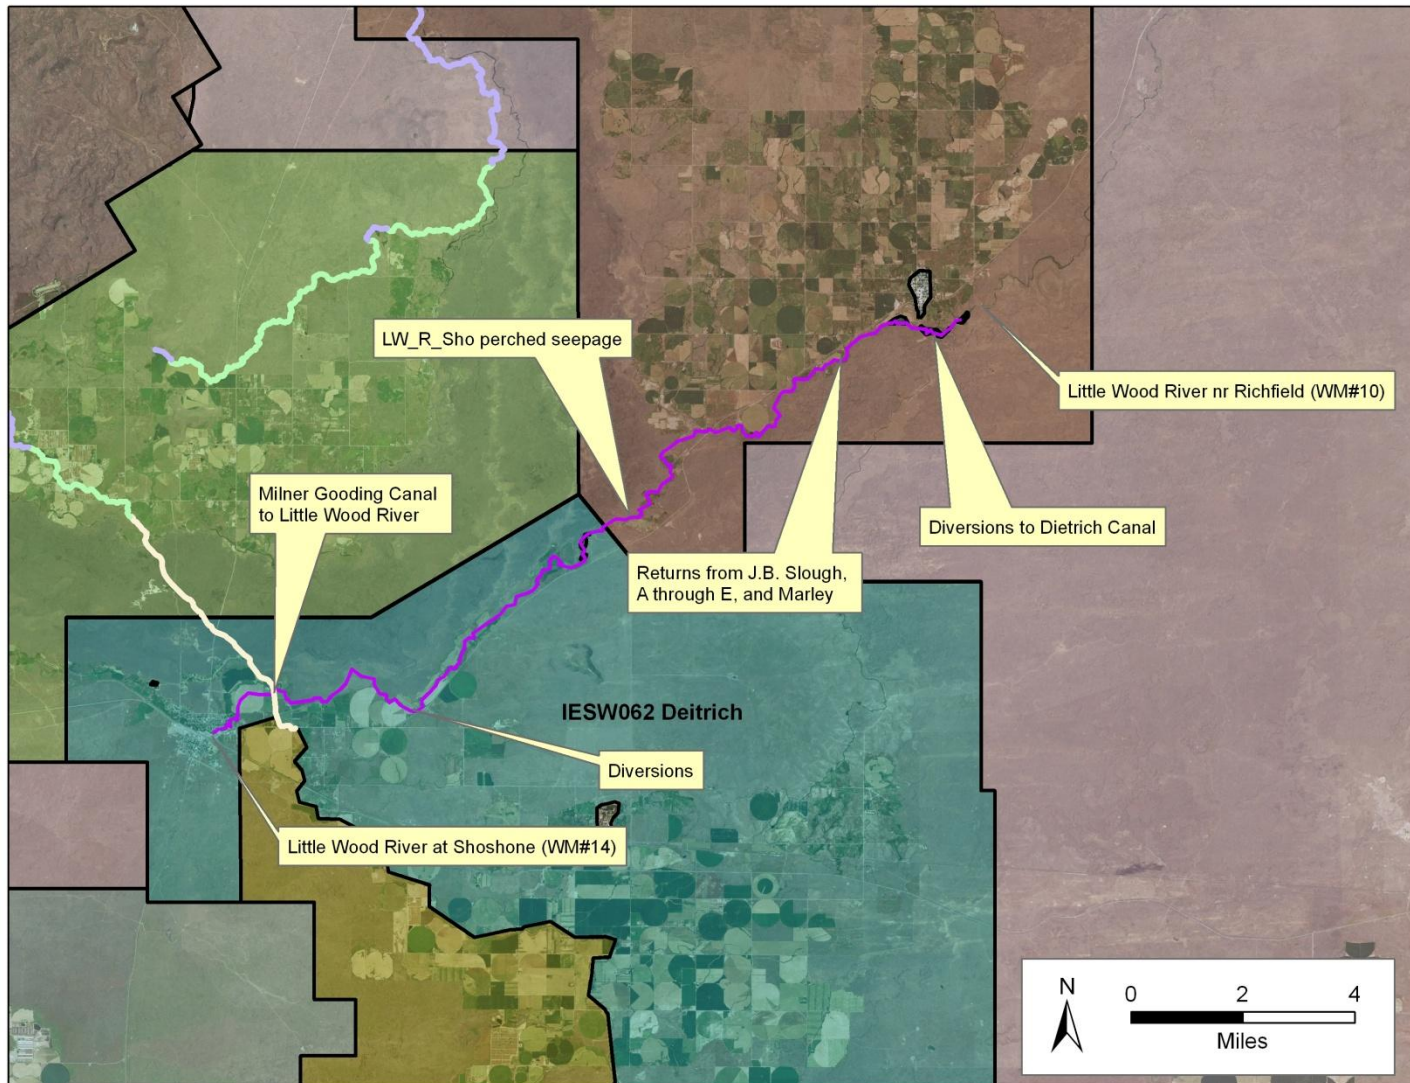 LW_R_Sho perched seepage
Little Wood River nr Richfield (WM#10)
Milner Gooding Canal
to Little Wood River
Diversions to Dietrich Canal
Returns from J.B. Slough,
A through E, and Marley
IESW062 Deitrich
Diversions
Little Wood River at Shoshone (WM#14)
N
0 2 4
Miles